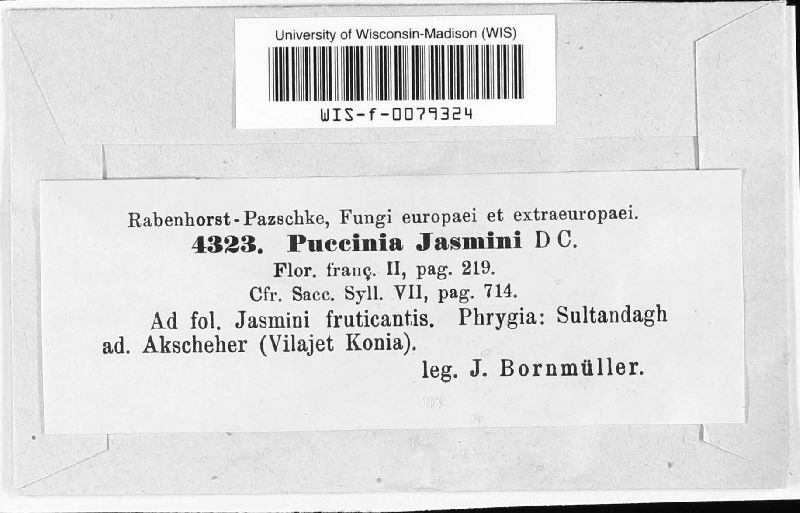 University of Wisconsin-Madison (WIS)
WIS-f-0079324
Rabenhorst-Pazschke, Fungi europaei et extraeuropaei.
4323. Puccinia Jasmini D C.
Flor. franç. II, pag. 219.
Cfr. Sacc. Syll. VII, pag. 714.
Ad fol. Jasmini fruticantis. Phrygia: Sultandagh
ad. Akscheher (Vilajet Konia).
leg. J. Bornmüller.